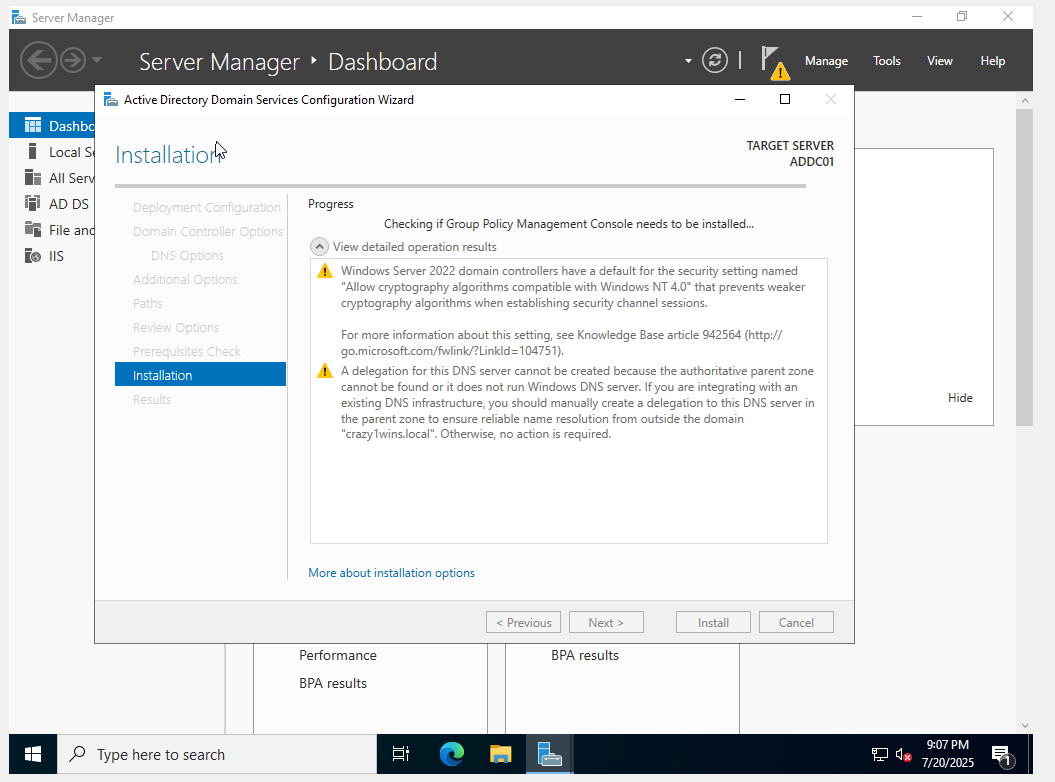 Server Manager
Server Manager ‣ Dashboard
Manage
Tools
View
Help
Active Directory Domain Services Configuration Wizard
Dashbo
Local Se
All Serv
AD DS
File and
IIS
Installation
TARGET SERVER
ADDC01
Deployment Configuration
Domain Controller Options
DNS Options
Additional Options
Paths
Review Options
Prerequisites Check
Installation
Results
Progress
Checking if Group Policy Management Console needs to be installed...
View detailed operation results
Windows Server 2022 domain controllers have a default for the security setting named
"Allow cryptography algorithms compatible with Windows NT 4.0" that prevents weaker
cryptography algorithms when establishing security channel sessions.
For more information about this setting, see Knowledge Base article 942564 (http://
go.microsoft.com/fwlink/?LinkId=104751).
A delegation for this DNS server cannot be created because the authoritative parent zone
cannot be found or it does not run Windows DNS server. If you are integrating with an
existing DNS infrastructure, you should manually create a delegation to this DNS server in
the parent zone to ensure reliable name resolution from outside the domain
"crazy1wins.local". Otherwise, no action is required.
More about installation options
< Previous
Next >
Install
Cancel
Hide
Performance
BPA results
BPA results
Type here to search
9:07 PM
7/20/2025
1